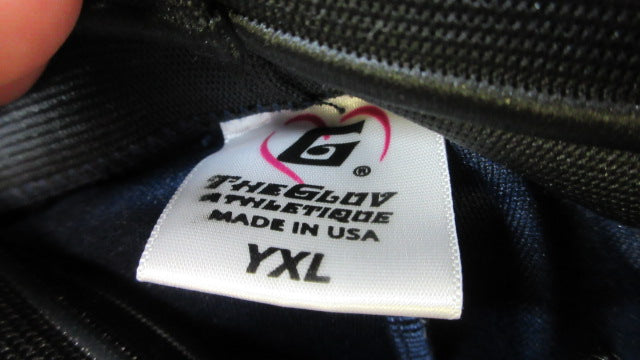 G®
THEGLOV
ATHLETIQUE
MADE IN USA
YXL